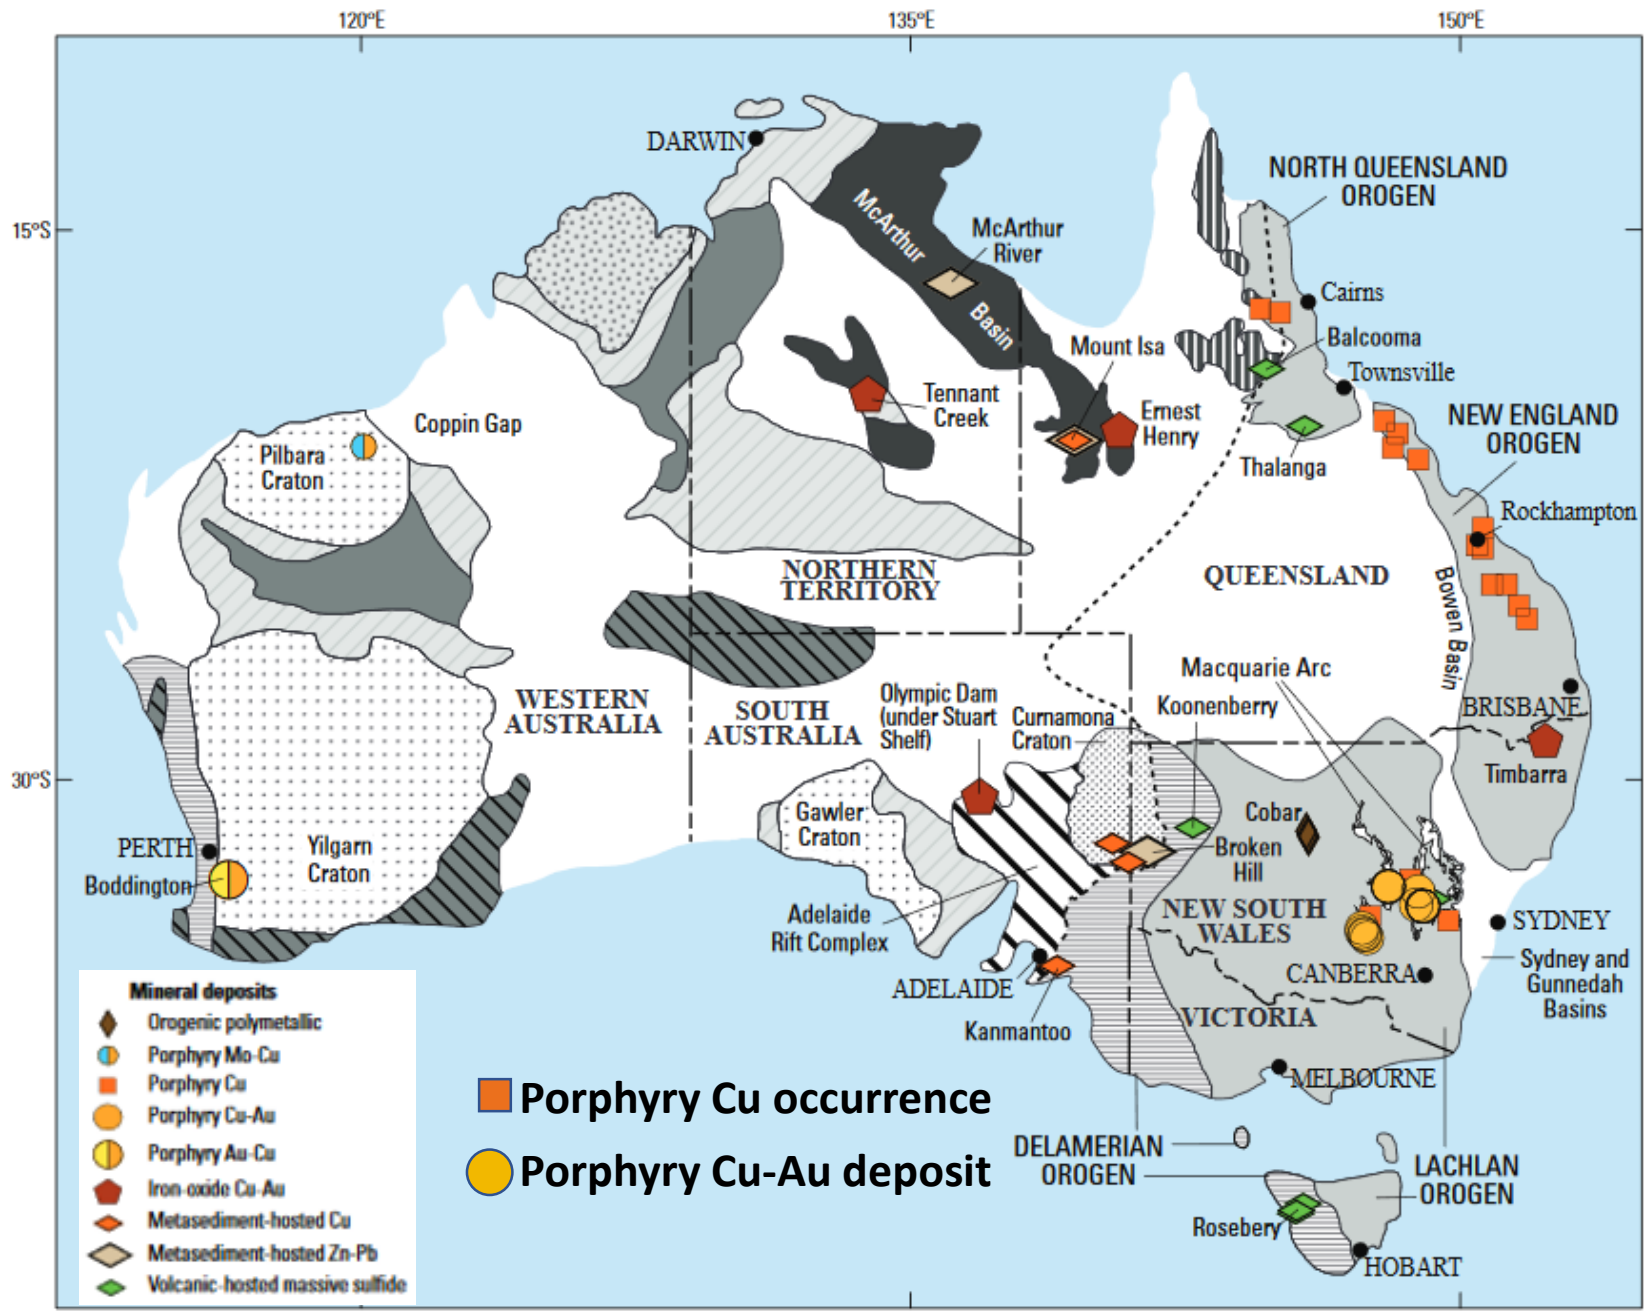 120°E
135°E
150°E
15°S
30°S
DARWIN
McArthur
Basin
McArthur
River
NORTH QUEENSLAND
OROGEN
Cairns
Balcooma
Townsville
Mount Isa
Tennant
Creek
Ernest
Henry
Thalanga
NEW ENGLAND
OROGEN
Coppin Gap
Pilbara
Craton
Rockhampton
Bowen Basin
NORTHERN
TERRITORY
QUEENSLAND
WESTERN
AUSTRALIA
SOUTH
AUSTRALIA
Olympic Dam
(under Stuart
Shelf)
Curnamona
Craton
Macquarie Arc
Koonenberry
BRISBANE
Timbarra
Gawler
Craton
Cobar
Broken
Hill
PERTH
Boddington
Yilgarn
Craton
Adelaide
Rift Complex
NEW SOUTH
WALES
SYDNEY
Sydney and
Gunnedah
Basins
CANBERRA
ADELAIDE
Kanmantoo
VICTORIA
MELBOURNE
DELAMERIAN
OROGEN
LACHLAN
OROGEN
Rosebery
HOBART
Mineral deposits
Orogenic polymetallic
Porphyry Mo-Cu
Porphyry Cu
Porphyry Cu-Au
Porphyry Au-Cu
Iron-oxide Cu-Au
Metasediment-hosted Cu
Metasediment-hosted Zn-Pb
Volcanic-hosted massive sulfide
Porphyry Cu occurrence
Porphyry Cu-Au deposit